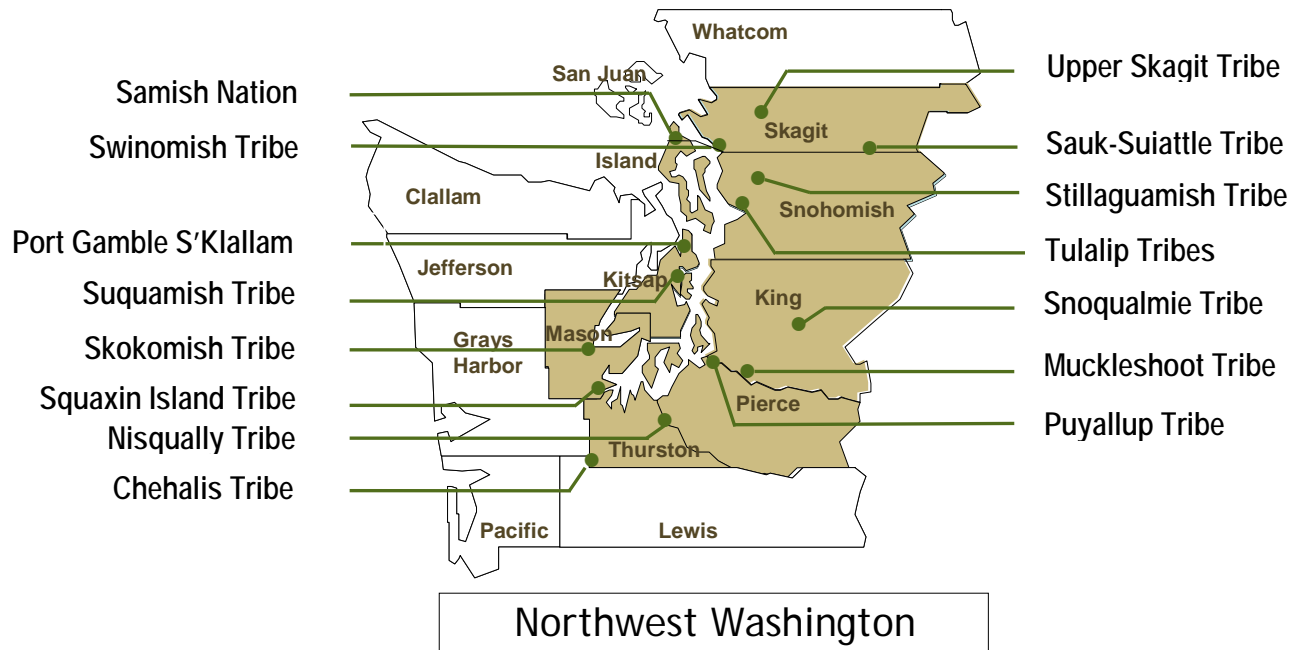 Samish Nation
Swinomish Tribe
Port Gamble S’Klallam
Suquamish Tribe
Skokomish Tribe
Squaxin Island Tribe
Nisqually Tribe
Chehalis Tribe
Whatcom
San Juan
Skagit
Island
Clallam
Snohomish
Jefferson
Kitsap
King
Mason
Grays
Harbor
Pierce
Thurston
Pacific
Lewis
Upper Skagit Tribe
Sauk-Suiattle Tribe
Stillaguamish Tribe
Tulalip Tribes
Snoqualmie Tribe
Muckleshoot Tribe
Puyallup Tribe
Northwest Washington